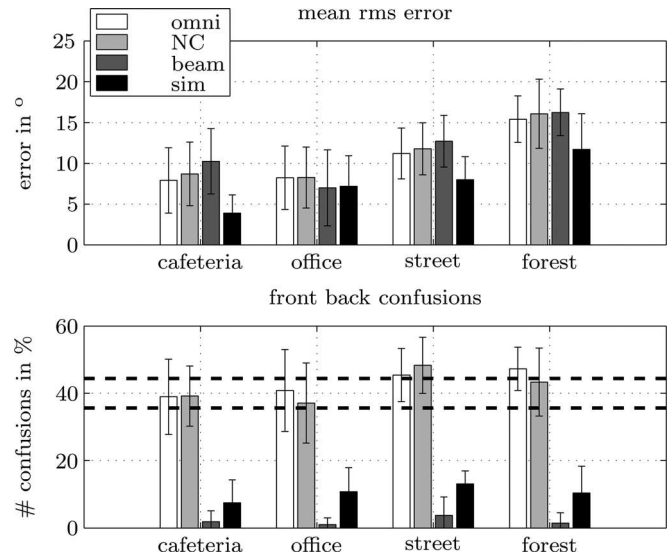 mean rms error
omni
NC
beam
sim
25
20
15
10
5
0
error in °
cafeteria office street forest
front back confusions
60
40
20
0
# confusions in %
cafeteria office street forest